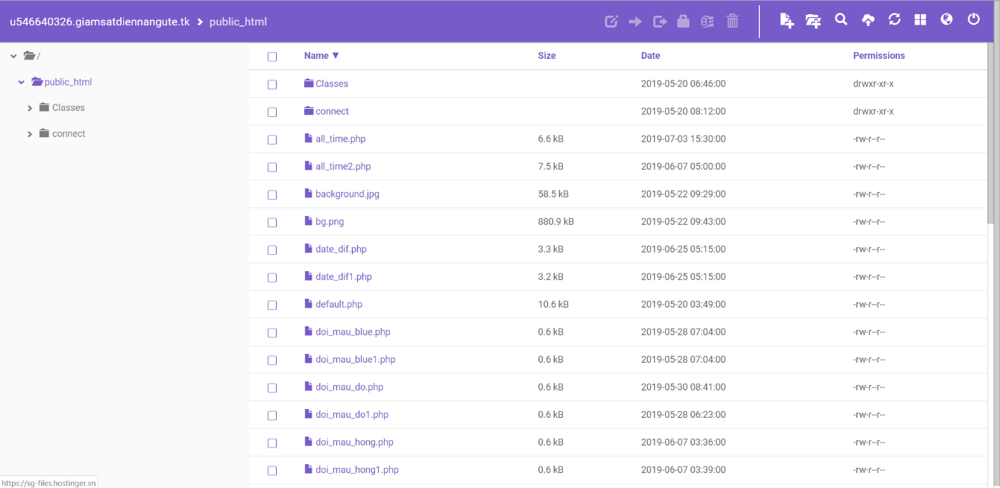 u546640326.giamsatdiennangute.tk > public_html
/
public_html
Classes
connect
Name ▼ Size Date Permissions
Classes 2019-05-20 06:46:00 drwxr-xr-x
connect 2019-05-20 08:12:00 drwxr-xr-x
all_time.php 6.6 kB 2019-07-03 15:30:00 -rw-r--r--
all_time2.php 7.5 kB 2019-06-07 05:00:00 -rw-r--r--
background.jpg 58.5 kB 2019-05-22 09:29:00 -rw-r--r--
bg.png 880.9 kB 2019-05-22 09:43:00 -rw-r--r--
date_dif.php 3.3 kB 2019-06-25 05:15:00 -rw-r--r--
date_dif1.php 3.2 kB 2019-06-25 05:15:00 -rw-r--r--
default.php 10.6 kB 2019-05-20 03:49:00 -rw-r--r--
doi_mau_blue.php 0.6 kB 2019-05-28 07:04:00 -rw-r--r--
doi_mau_blue1.php 0.6 kB 2019-05-28 07:04:00 -rw-r--r--
doi_mau_do.php 0.6 kB 2019-05-30 08:41:00 -rw-r--r--
doi_mau_do1.php 0.6 kB 2019-05-28 06:23:00 -rw-r--r--
doi_mau_hong.php 0.6 kB 2019-06-07 03:36:00 -rw-r--r--
doi_mau_hong1.php 0.6 kB 2019-06-07 03:39:00 -rw-r--r--
https://sg-files.hostinger.vn